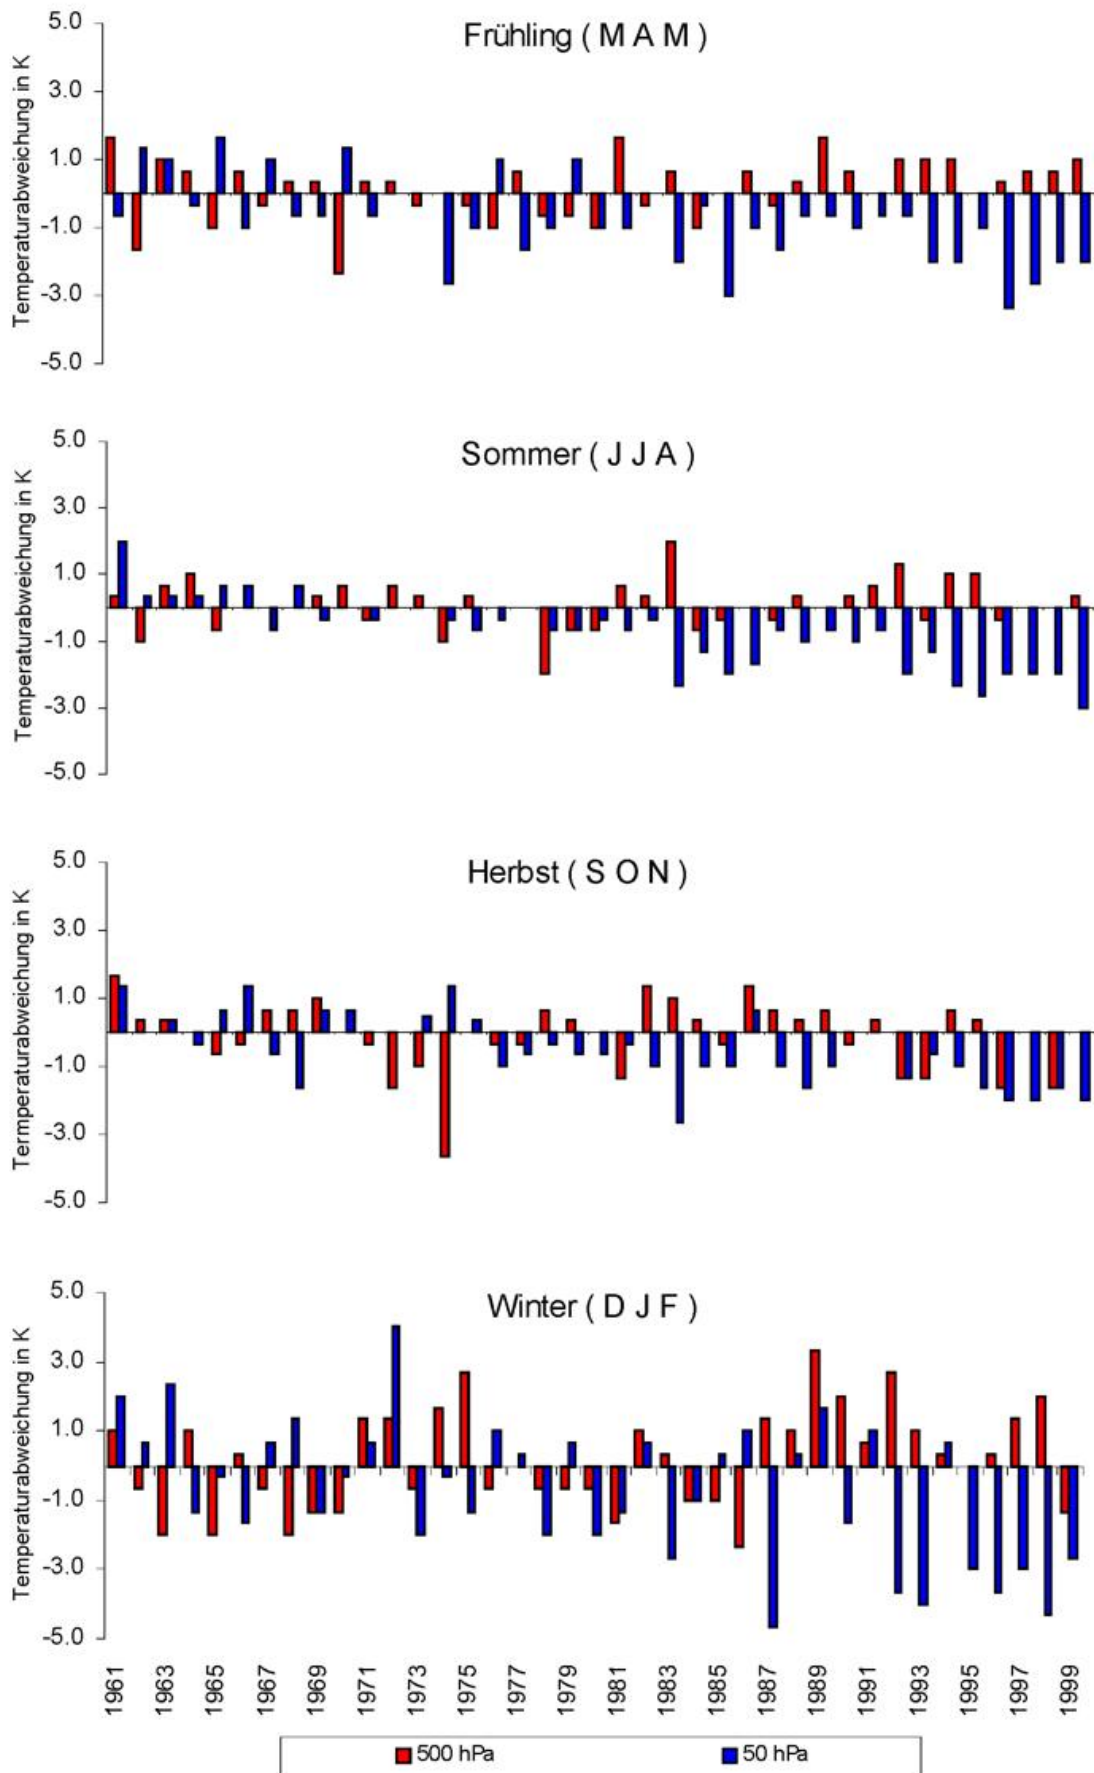 Frühling ( M A M )
Temperaturabweichung in K
5.0
3.0
1.0
-1.0
-3.0
-5.0
Sommer ( J J A )
Temperaturabweichung in K
5.0
3.0
1.0
-1.0
-3.0
-5.0
Herbst ( S O N )
Termperaturabweichung in K
5.0
3.0
1.0
-1.0
-3.0
-5.0
Winter ( D J F )
Temperaturabweichung in K
5.0
3.0
1.0
-1.0
-3.0
-5.0
1961 1963 1965 1967 1969 1971 1973 1975 1977 1979 1981 1983 1985 1987 1989 1991 1993 1995 1997 1999
500 hPa 50 hPa